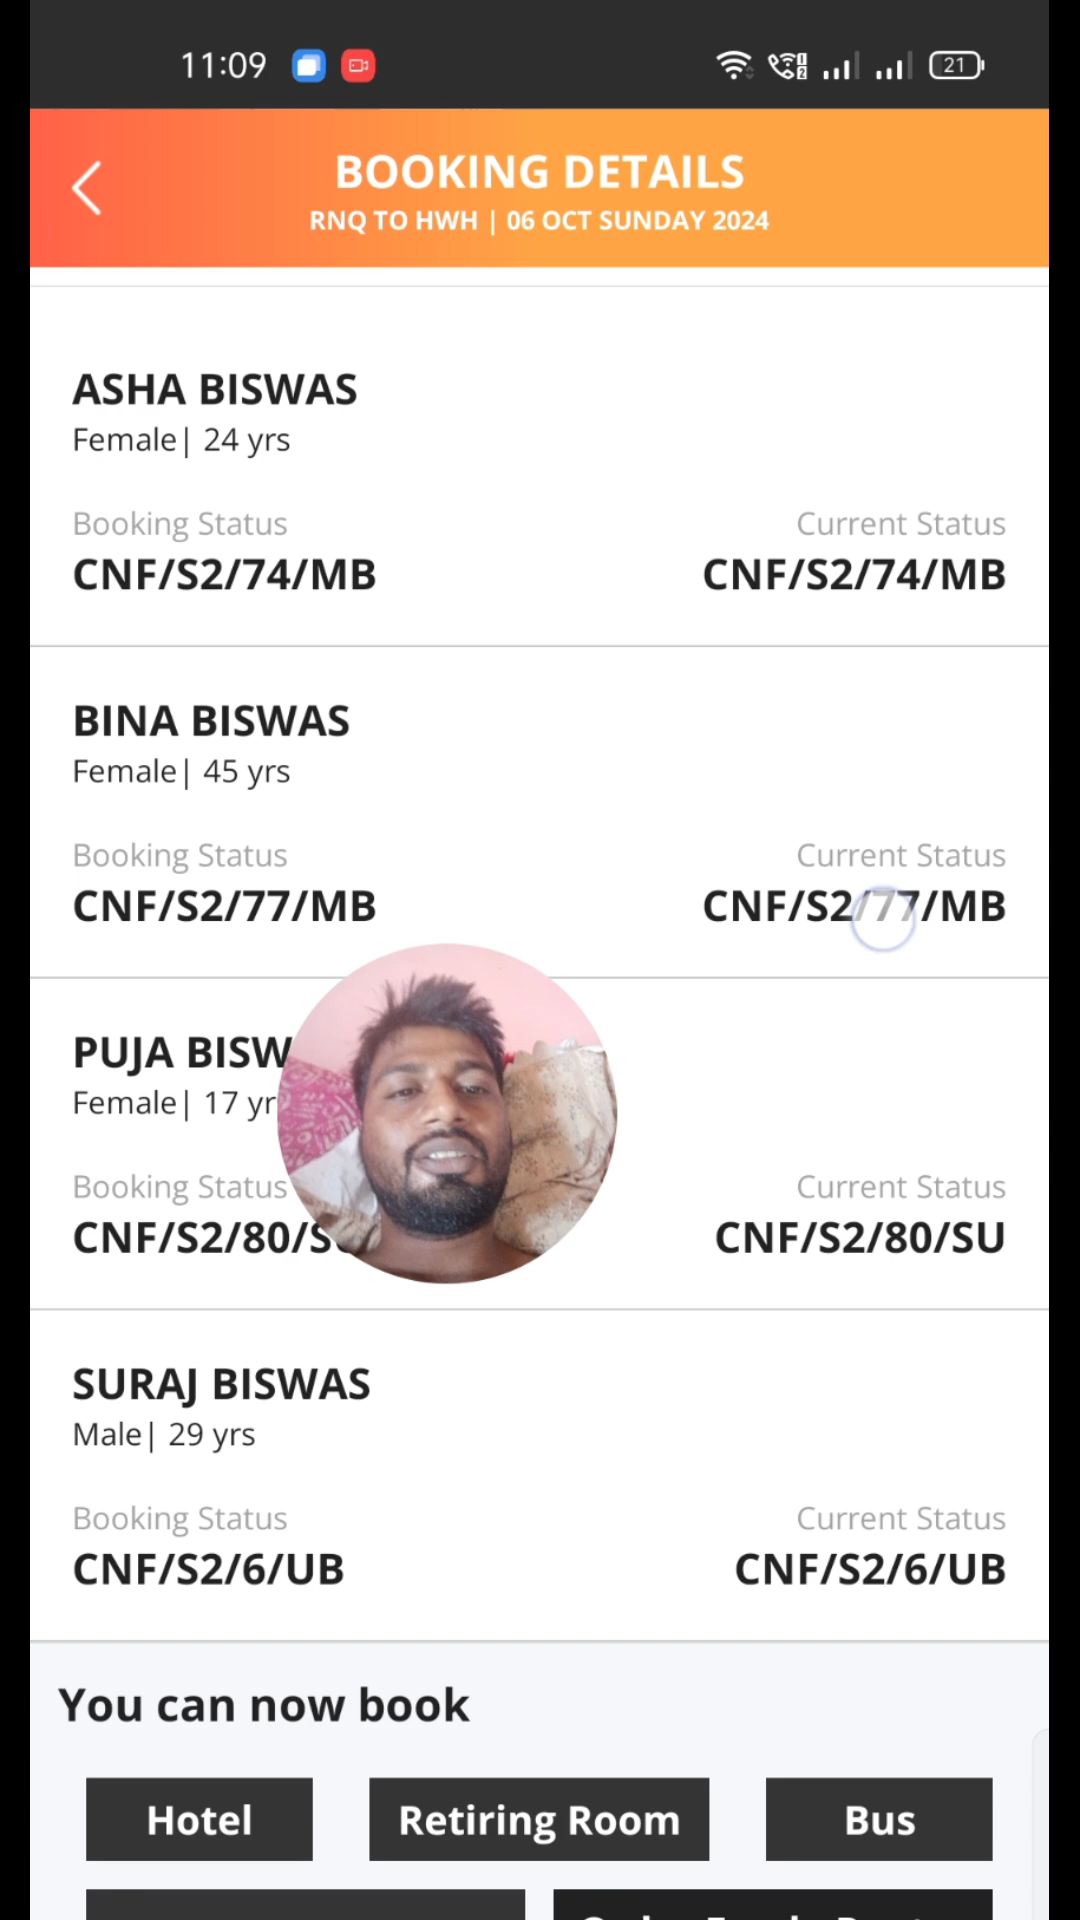 11:09
21
BOOKING DETAILS
RNQ TO HWH | 06 OCT SUNDAY 2024
ASHA BISWAS
Female| 24 yrs
Booking Status
Current Status
CNF/S2/74/MB
CNF/S2/74/MB
BINA BISWAS
Female| 45 yrs
Booking Status
Current Status
CNF/S2/77/MB
CNF/S2/77/MB
PUJA BISW
Female| 17 yr
Booking Status
Current Status
CNF/S2/80/S
CNF/S2/80/SU
SURAJ BISWAS
Male| 29 yrs
Booking Status
Current Status
CNF/S2/6/UB
CNF/S2/6/UB
You can now book
Hotel
Retiring Room
Bus